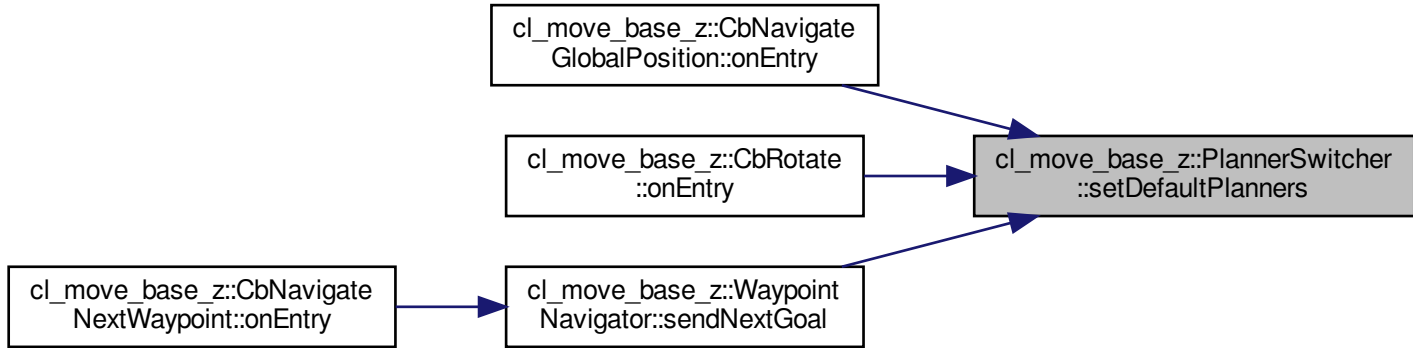 cl_move_base_z::CbNavigate
GlobalPosition::onEntry
cl_move_base_z::CbRotate
::onEntry
cl_move_base_z::PlannerSwitcher
::setDefaultPlanners
cl_move_base_z::CbNavigate
NextWaypoint::onEntry
cl_move_base_z::Waypoint
Navigator::sendNextGoal